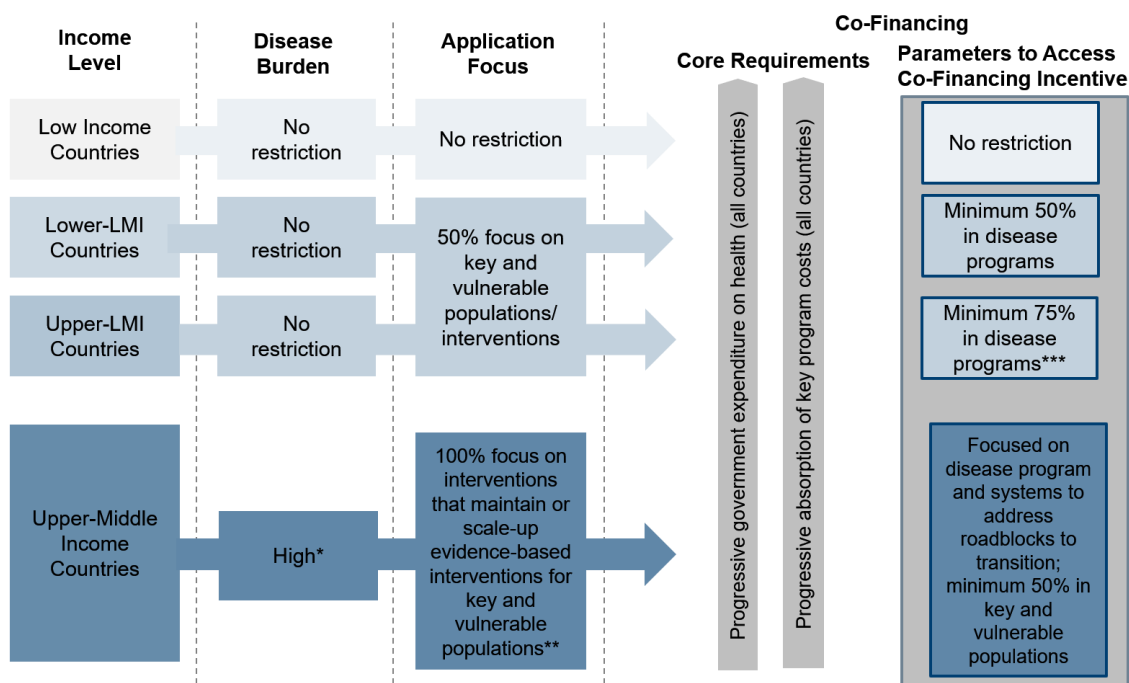 Co-Financing
Income
Level
Disease
Burden
Application
Focus
Core Requirements
Parameters to Access
Co-Financing Incentive
Low Income
Countries
No
restriction
No restriction
No restriction
Lower-LMI
Countries
No
restriction
50% focus on
key and
vulnerable
populations/
interventions
Minimum 50%
in disease
programs
Upper-LMI
Countries
No
restriction
Minimum 75%
in disease
programs***
Upper-Middle
Income
Countries
High*
100% focus on
interventions
that maintain or
scale-up
evidence-based
interventions for
key and
vulnerable
populations**
Progressive government expenditure on health (all countries)
Progressive absorption of key program costs (all countries)
Focused on
disease program
and systems to
address
roadblocks to
transition;
minimum 50% in
key and
vulnerable
populations